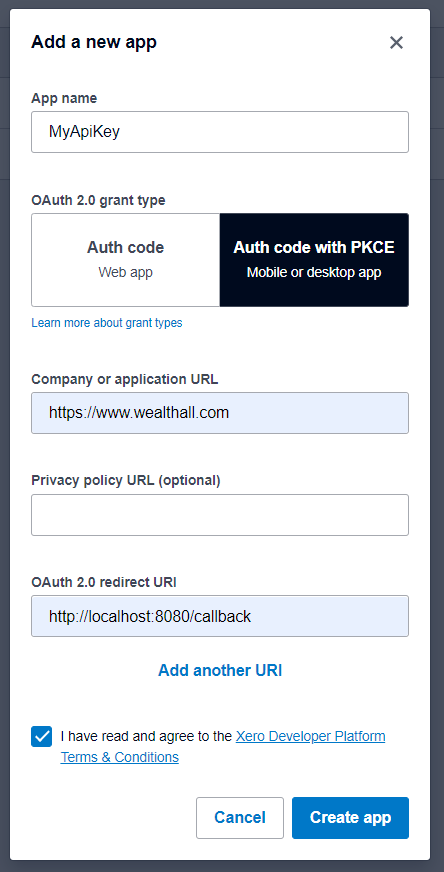 Add a new app
App name
MyApiKey
OAuth 2.0 grant type
Auth code
Web app
Auth code with PKCE
Mobile or desktop app
Learn more about grant types
Company or application URL
https://www.wealthall.com
Privacy policy URL (optional)
OAuth 2.0 redirect URI
http://localhost:8080/callback
Add another URI
I have read and agree to the Xero Developer Platform
Terms & Conditions
Cancel
Create app